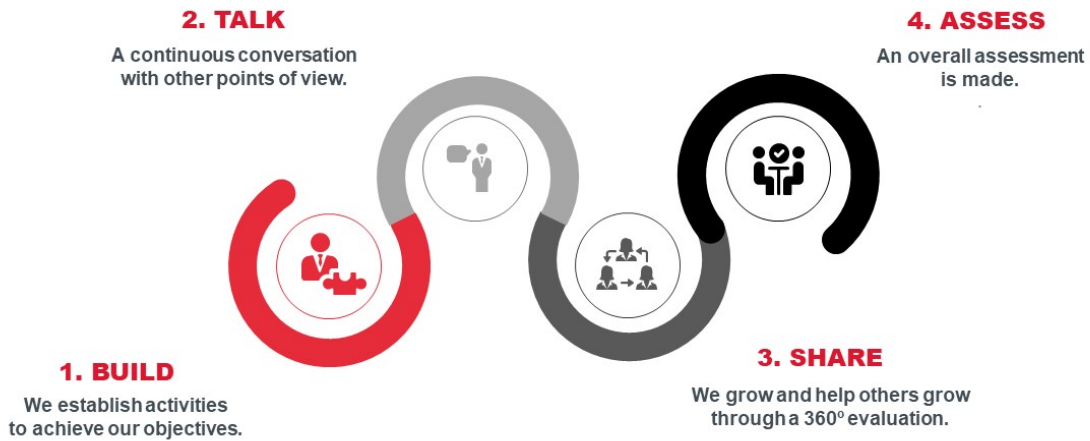 2. TALK
A continuous conversation
with other points of view.
4. ASSESS
An overall assessment
is made.
.
1. BUILD
We establish activities
to achieve our objectives.
3. SHARE
We grow and help others grow
through a 360º evaluation.